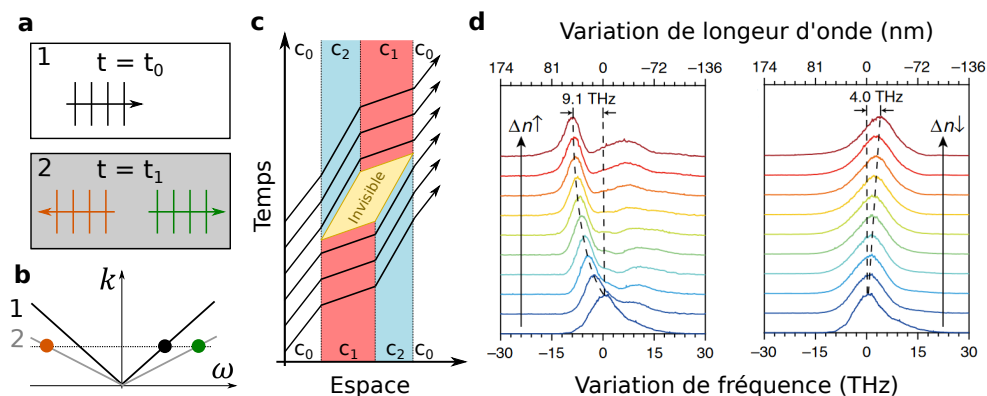 a
1
t = t₀
2
t = t₁
b
k
1
2
ω
c
Temps
c₀ c₂ c₁ c₀
Invisible
c₀ c₁ c₂ c₀
Espace
d
Variation de longeur d'onde (nm)
174 81 0 −72 −136
9.1 THz
Δn↑
−30 −15 0 15 30
174 81 0 −72 −136
4.0 THz
Δn↓
−30 −15 0 15 30
Variation de fréquence (THz)